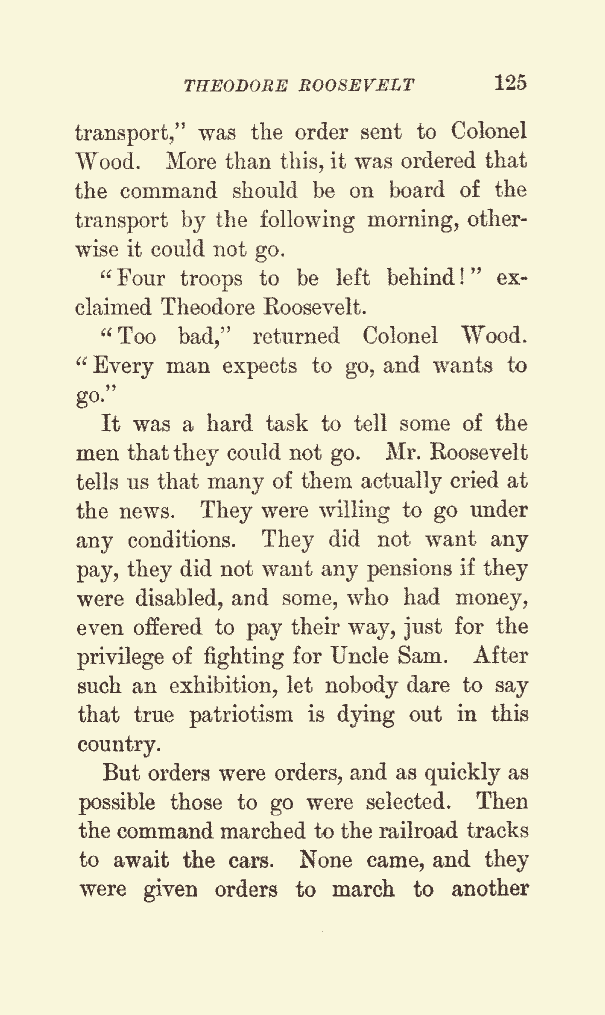 THEODORE ROOSEVELT 125
transport," was the order sent to Colonel
Wood. More than this, it was ordered that
the command should be on board of the
transport by the following morning, other-
wise it could not go.
"Four troops to be left behind!" ex-
claimed Theodore Roosevelt.
"Too bad," returned Colonel Wood.
"Every man expects to go, and wants to
go."
It was a hard task to tell some of the
men that they could not go. Mr. Roosevelt
tells us that many of them actually cried at
the news. They were willing to go under
any conditions. They did not want any
pay, they did not want any pensions if they
were disabled, and some, who had money,
even offered to pay their way, just for the
privilege of fighting for Uncle Sam. After
such an exhibition, let nobody dare to say
that true patriotism is dying out in this
country.
But orders were orders, and as quickly as
possible those to go were selected. Then
the command marched to the railroad tracks
to await the cars. None came, and they
were given orders to march to another